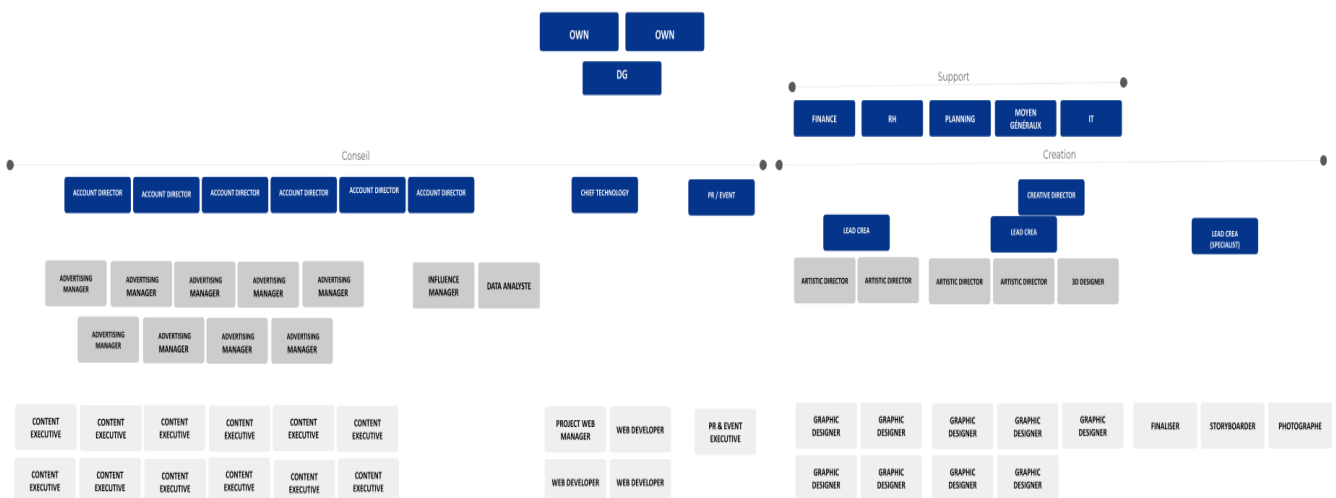 OWN OWN
DG
Support
FINANCE RH PLANNING MOYEN GÉNÉRAUX IT
Conseil
Creation
ACCOUNT DIRECTOR ACCOUNT DIRECTOR ACCOUNT DIRECTOR ACCOUNT DIRECTOR ACCOUNT DIRECTOR ACCOUNT DIRECTOR CHIEF TECHNOLOGY PR / EVENT CREATIVE DIRECTOR
LEAD CREA LEAD CREA LEAD CREA (SPECIALIST)
ADVERTISING MANAGER ADVERTISING MANAGER ADVERTISING MANAGER ADVERTISING MANAGER ADVERTISING MANAGER INFLUENCE MANAGER DATA ANALYSTE ARTISTIC DIRECTOR ARTISTIC DIRECTOR ARTISTIC DIRECTOR ARTISTIC DIRECTOR 3D DESIGNER
ADVERTISING MANAGER ADVERTISING MANAGER ADVERTISING MANAGER ADVERTISING MANAGER
CONTENT EXECUTIVE CONTENT EXECUTIVE CONTENT EXECUTIVE CONTENT EXECUTIVE CONTENT EXECUTIVE CONTENT EXECUTIVE PROJECT WEB MANAGER WEB DEVELOPER PR & EVENT EXECUTIVE GRAPHIC DESIGNER GRAPHIC DESIGNER GRAPHIC DESIGNER GRAPHIC DESIGNER GRAPHIC DESIGNER FINALISER STORYBOARDER PHOTOGRAPHE
CONTENT EXECUTIVE CONTENT EXECUTIVE CONTENT EXECUTIVE CONTENT EXECUTIVE CONTENT EXECUTIVE CONTENT EXECUTIVE WEB DEVELOPER WEB DEVELOPER GRAPHIC DESIGNER GRAPHIC DESIGNER GRAPHIC DESIGNER GRAPHIC DESIGNER